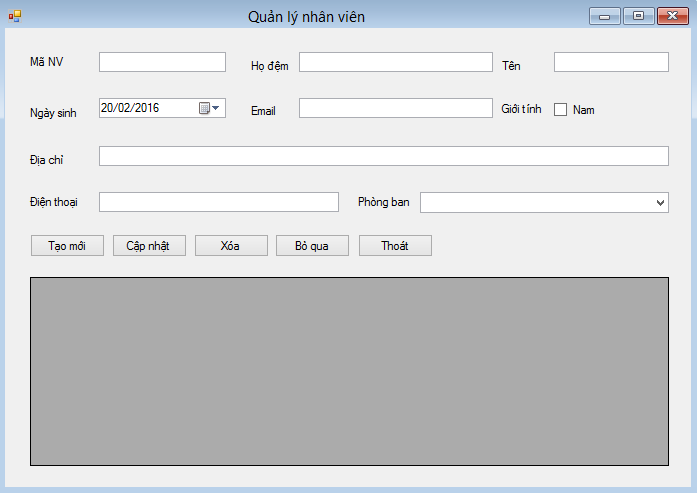 Quản lý nhân viên
Mã NV Họ đệm Tên
Ngày sinh 20/02/2016 Email Giới tính Nam
Địa chỉ
Điện thoại Phòng ban
Tạo mới Cập nhật Xóa Bỏ qua Thoát